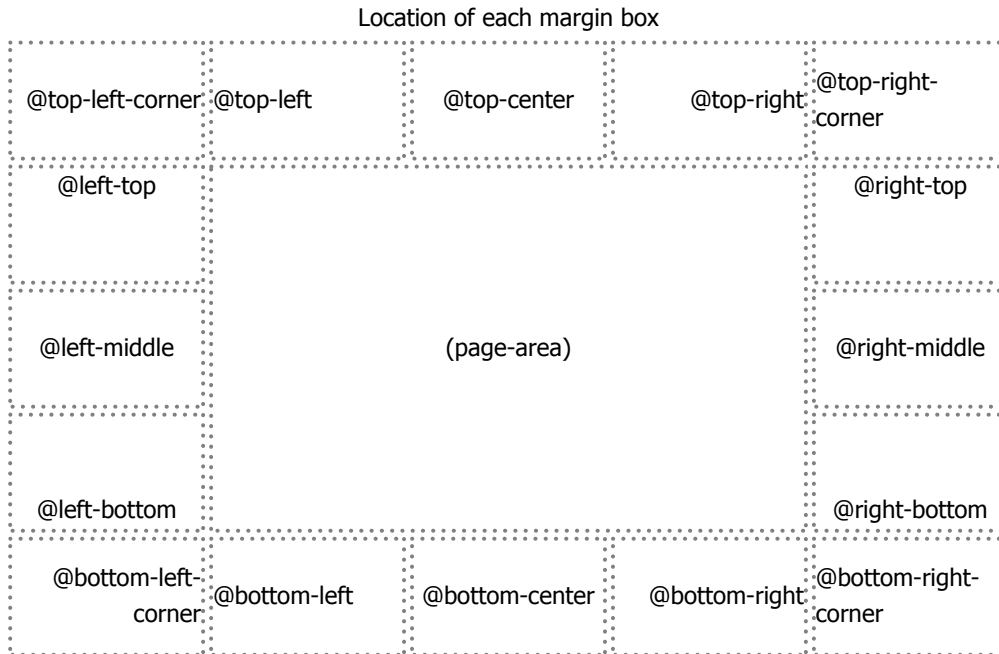 Location of each margin box
@top-left-corner
@top-left
@top-center
@top-right
@top-right-
corner
@left-top
@right-top
@left-middle
(page-area)
@right-middle
@left-bottom
@right-bottom
@bottom-left-
corner
@bottom-left
@bottom-center
@bottom-right
@bottom-right-
corner